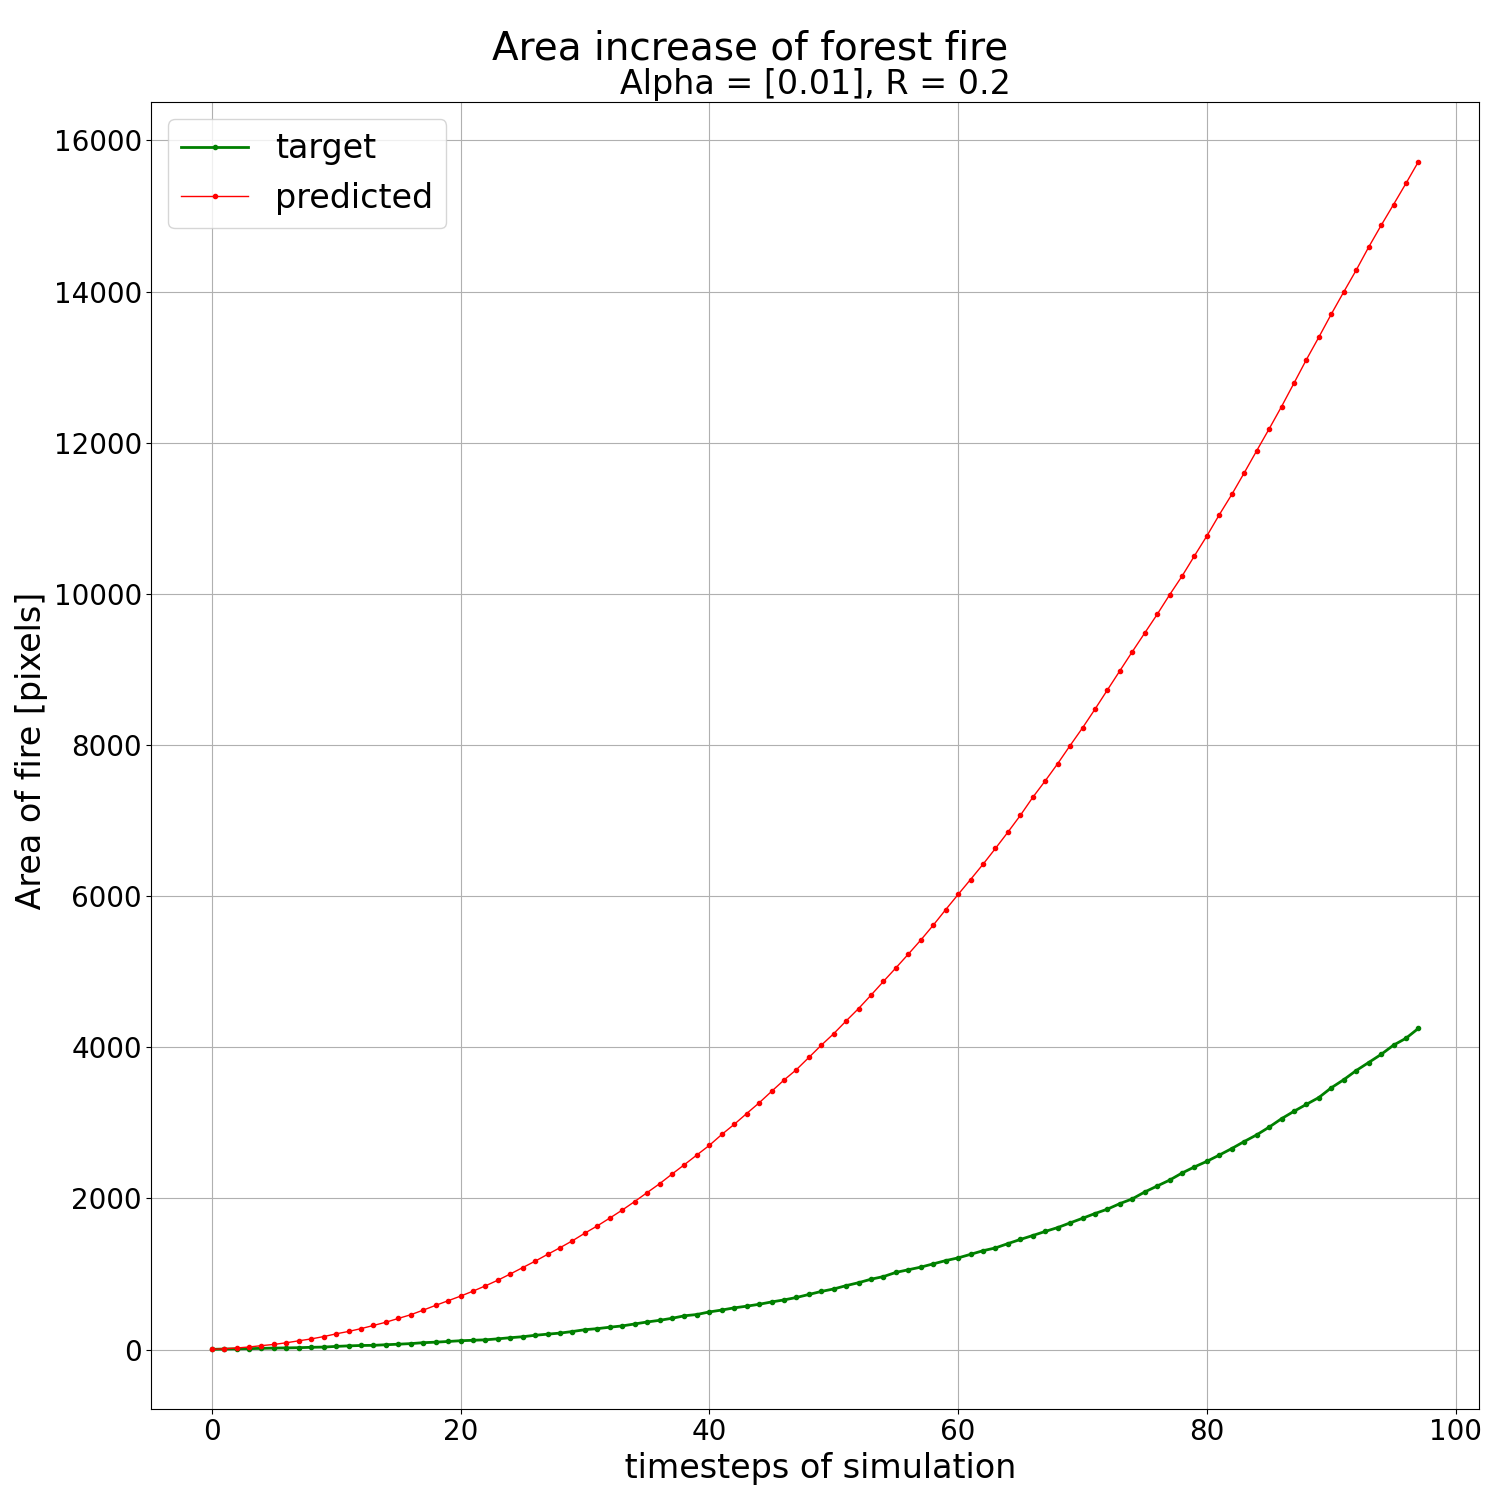 Area increase of forest fire
Alpha = [0.01], R = 0.2
target
predicted
16000
14000
12000
10000
8000
6000
4000
2000
0
Area of fire [pixels]
0 20 40 60 80 100
timesteps of simulation